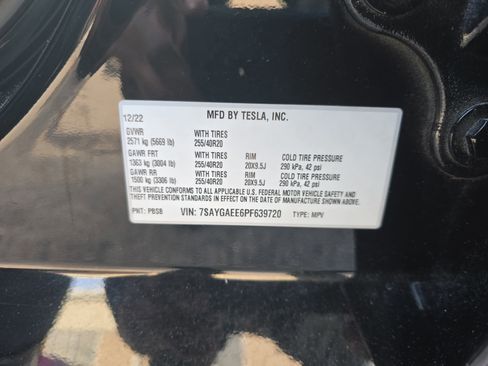 12/22 MFD BY TESLA, INC.
GVWR WITH TIRES
2571 kg (5669 lb) 255/40R20
GAWR FRT WITH TIRES RIM COLD TIRE PRESSURE
1363 kg (3004 lb) 255/40R20 20X9.5J 290 kPa, 42 psi
GAWR RR WITH TIRES RIM COLD TIRE PRESSURE
1500 kg (3306 lb) 255/40R20 20X9.5J 290 kPa, 42 psi
THIS VEHICLE CONFORMS TO ALL APPLICABLE U.S. FEDERAL MOTOR VEHICLE SAFETY AND
THEFT PREVENTION STANDARDS IN EFFECT ON THE DATE OF MANUFACTURE SHOWN ABOVE.
PNT: PBSB VIN: 7SAYGAEE6PF639720 TYPE: MPV